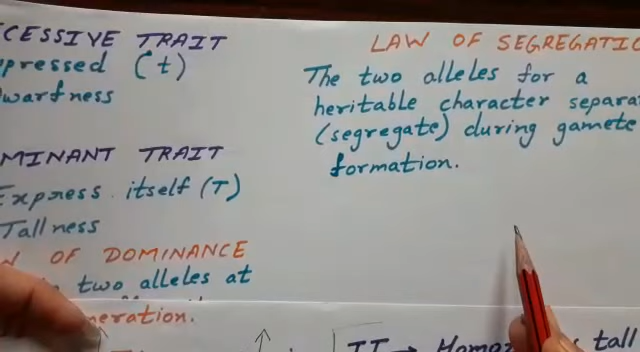 CESSIVE TRAIT
pressed (t)
warfness
MINANT TRAIT
Express itself (T)
Tallness
OF DOMINANCE
two alleles at
neration.
LAW OF SEGREGATIO
The two alleles for a
heritable character separa
(segregate) during gamete
formation.
TT → Homoz tall